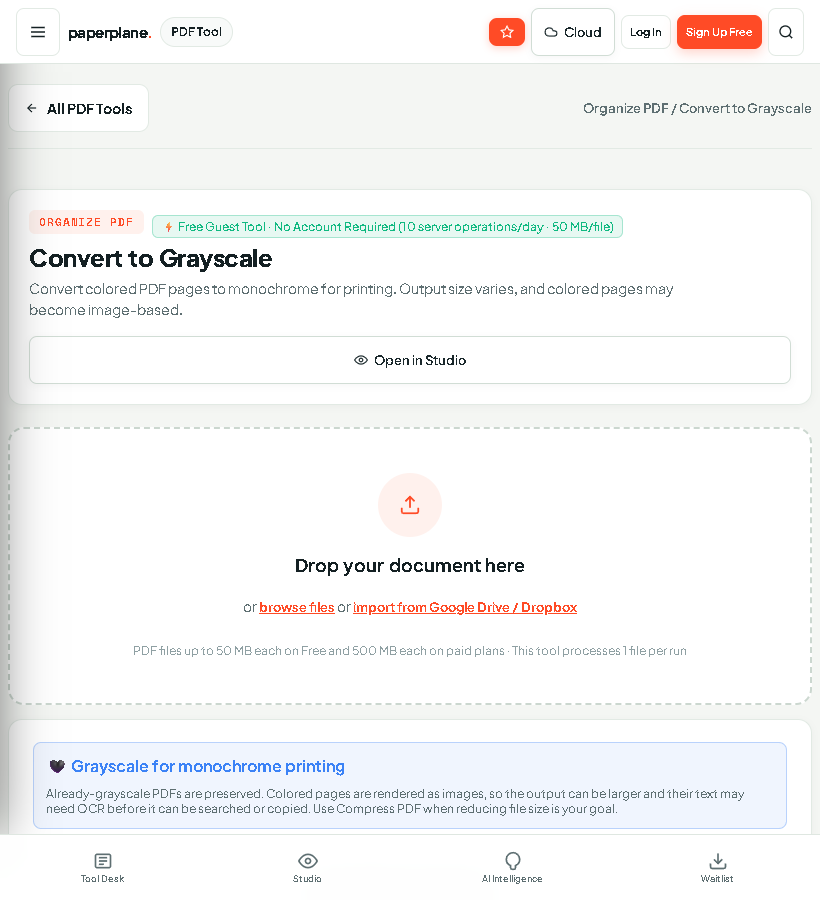 paperplane.
PDF Tool
Cloud
Log In
Sign Up Free
All PDF Tools
Organize PDF / Convert to Grayscale
ORGANIZE PDF
Free Guest Tool · No Account Required (10 server operations/day · 50 MB/file)
Convert to Grayscale
Convert colored PDF pages to monochrome for printing. Output size varies, and colored pages may
become image-based.
Open in Studio
Drop your document here
or browse files or import from Google Drive / Dropbox
PDF files up to 50 MB each on Free and 500 MB each on paid plans · This tool processes 1 file per run
Grayscale for monochrome printing
Already-grayscale PDFs are preserved. Colored pages are rendered as images, so the output can be larger and their text may
need OCR before it can be searched or copied. Use Compress PDF when reducing file size is your goal.
Tool Desk
Studio
AI Intelligence
Waitlist